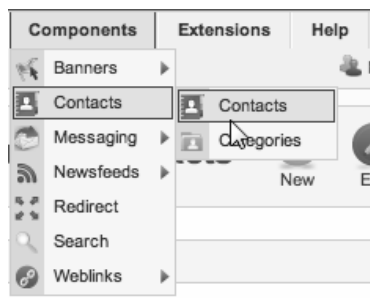 Components Extensions Help
Banners
Contacts Contacts
Messaging Categories
Newsfeeds New
Redirect
Search
Weblinks